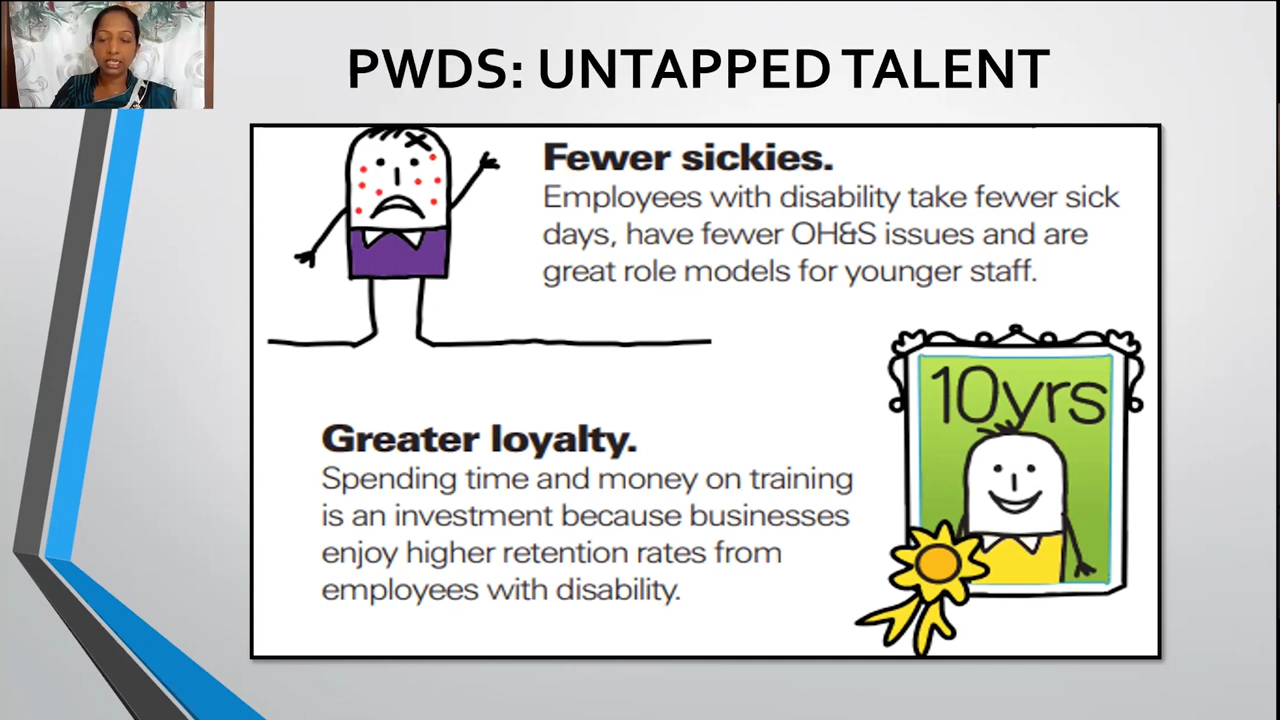 PWDS: UNTAPPED TALENT
Fewer sickies.
Employees with disability take fewer sick
days, have fewer OH&S issues and are
great role models for younger staff.
10yrs
Greater loyalty.
Spending time and money on training
is an investment because businesses
enjoy higher retention rates from
employees with disability.